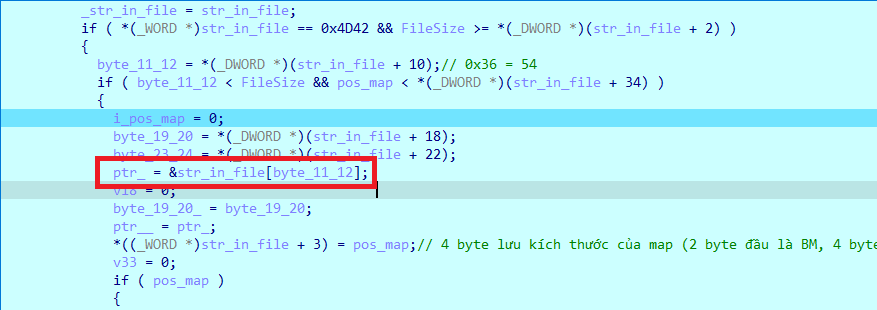 _str_in_file = str_in_file;
if ( *(_WORD *)str_in_file == 0x4D42 && FileSize >= *(_DWORD *)(str_in_file + 2) )
{
byte_11_12 = *(_DWORD *)(str_in_file + 10);// 0x36 = 54
if ( byte_11_12 < FileSize && pos_map < *(_DWORD *)(str_in_file + 34) )
{
i_pos_map = 0;
byte_19_20 = *(_DWORD *)(str_in_file + 18);
byte_23_24 = *(_DWORD *)(str_in_file + 22);
ptr_ = &str_in_file[byte_11_12];
v18 = 0;
byte_19_20_ = byte_19_20;
ptr__ = ptr_;
*((_WORD *)str_in_file + 3) = pos_map;// 4 byte lưu kích thước của map (2 byte đầu là BM, 4 byte
v33 = 0;
if ( pos_map )
{